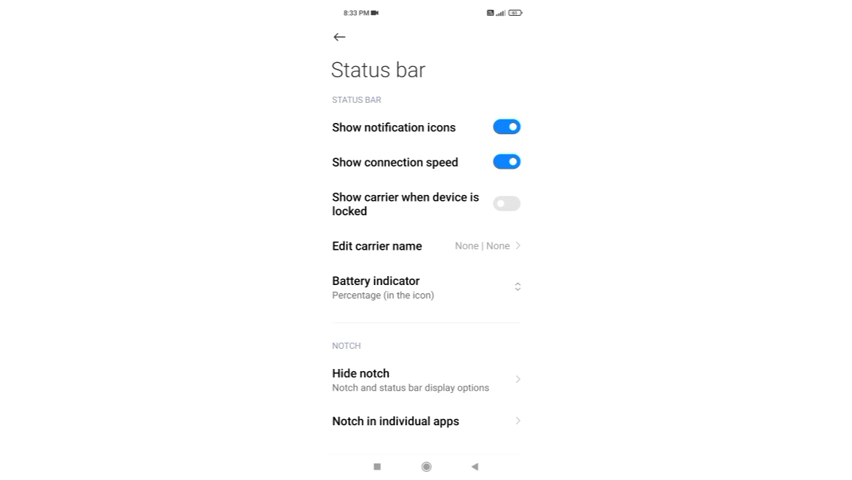 8:33 PM
Status bar
STATUS BAR
Show notification icons
Show connection speed
Show carrier when device is
locked
Edit carrier name None | None
Battery indicator
Percentage (in the icon)
NOTCH
Hide notch
Notch and status bar display options
Notch in individual apps